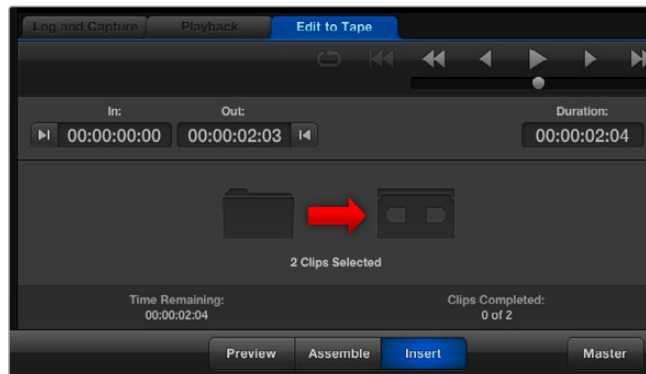 Log and Capture Playback Edit to Tape
In: Out: Duration:
00:00:00:00 00:00:02:03 00:00:02:04
2 Clips Selected
Time Remaining: Clips Completed:
00:00:02:04 0 of 2
Preview Assemble Insert Master